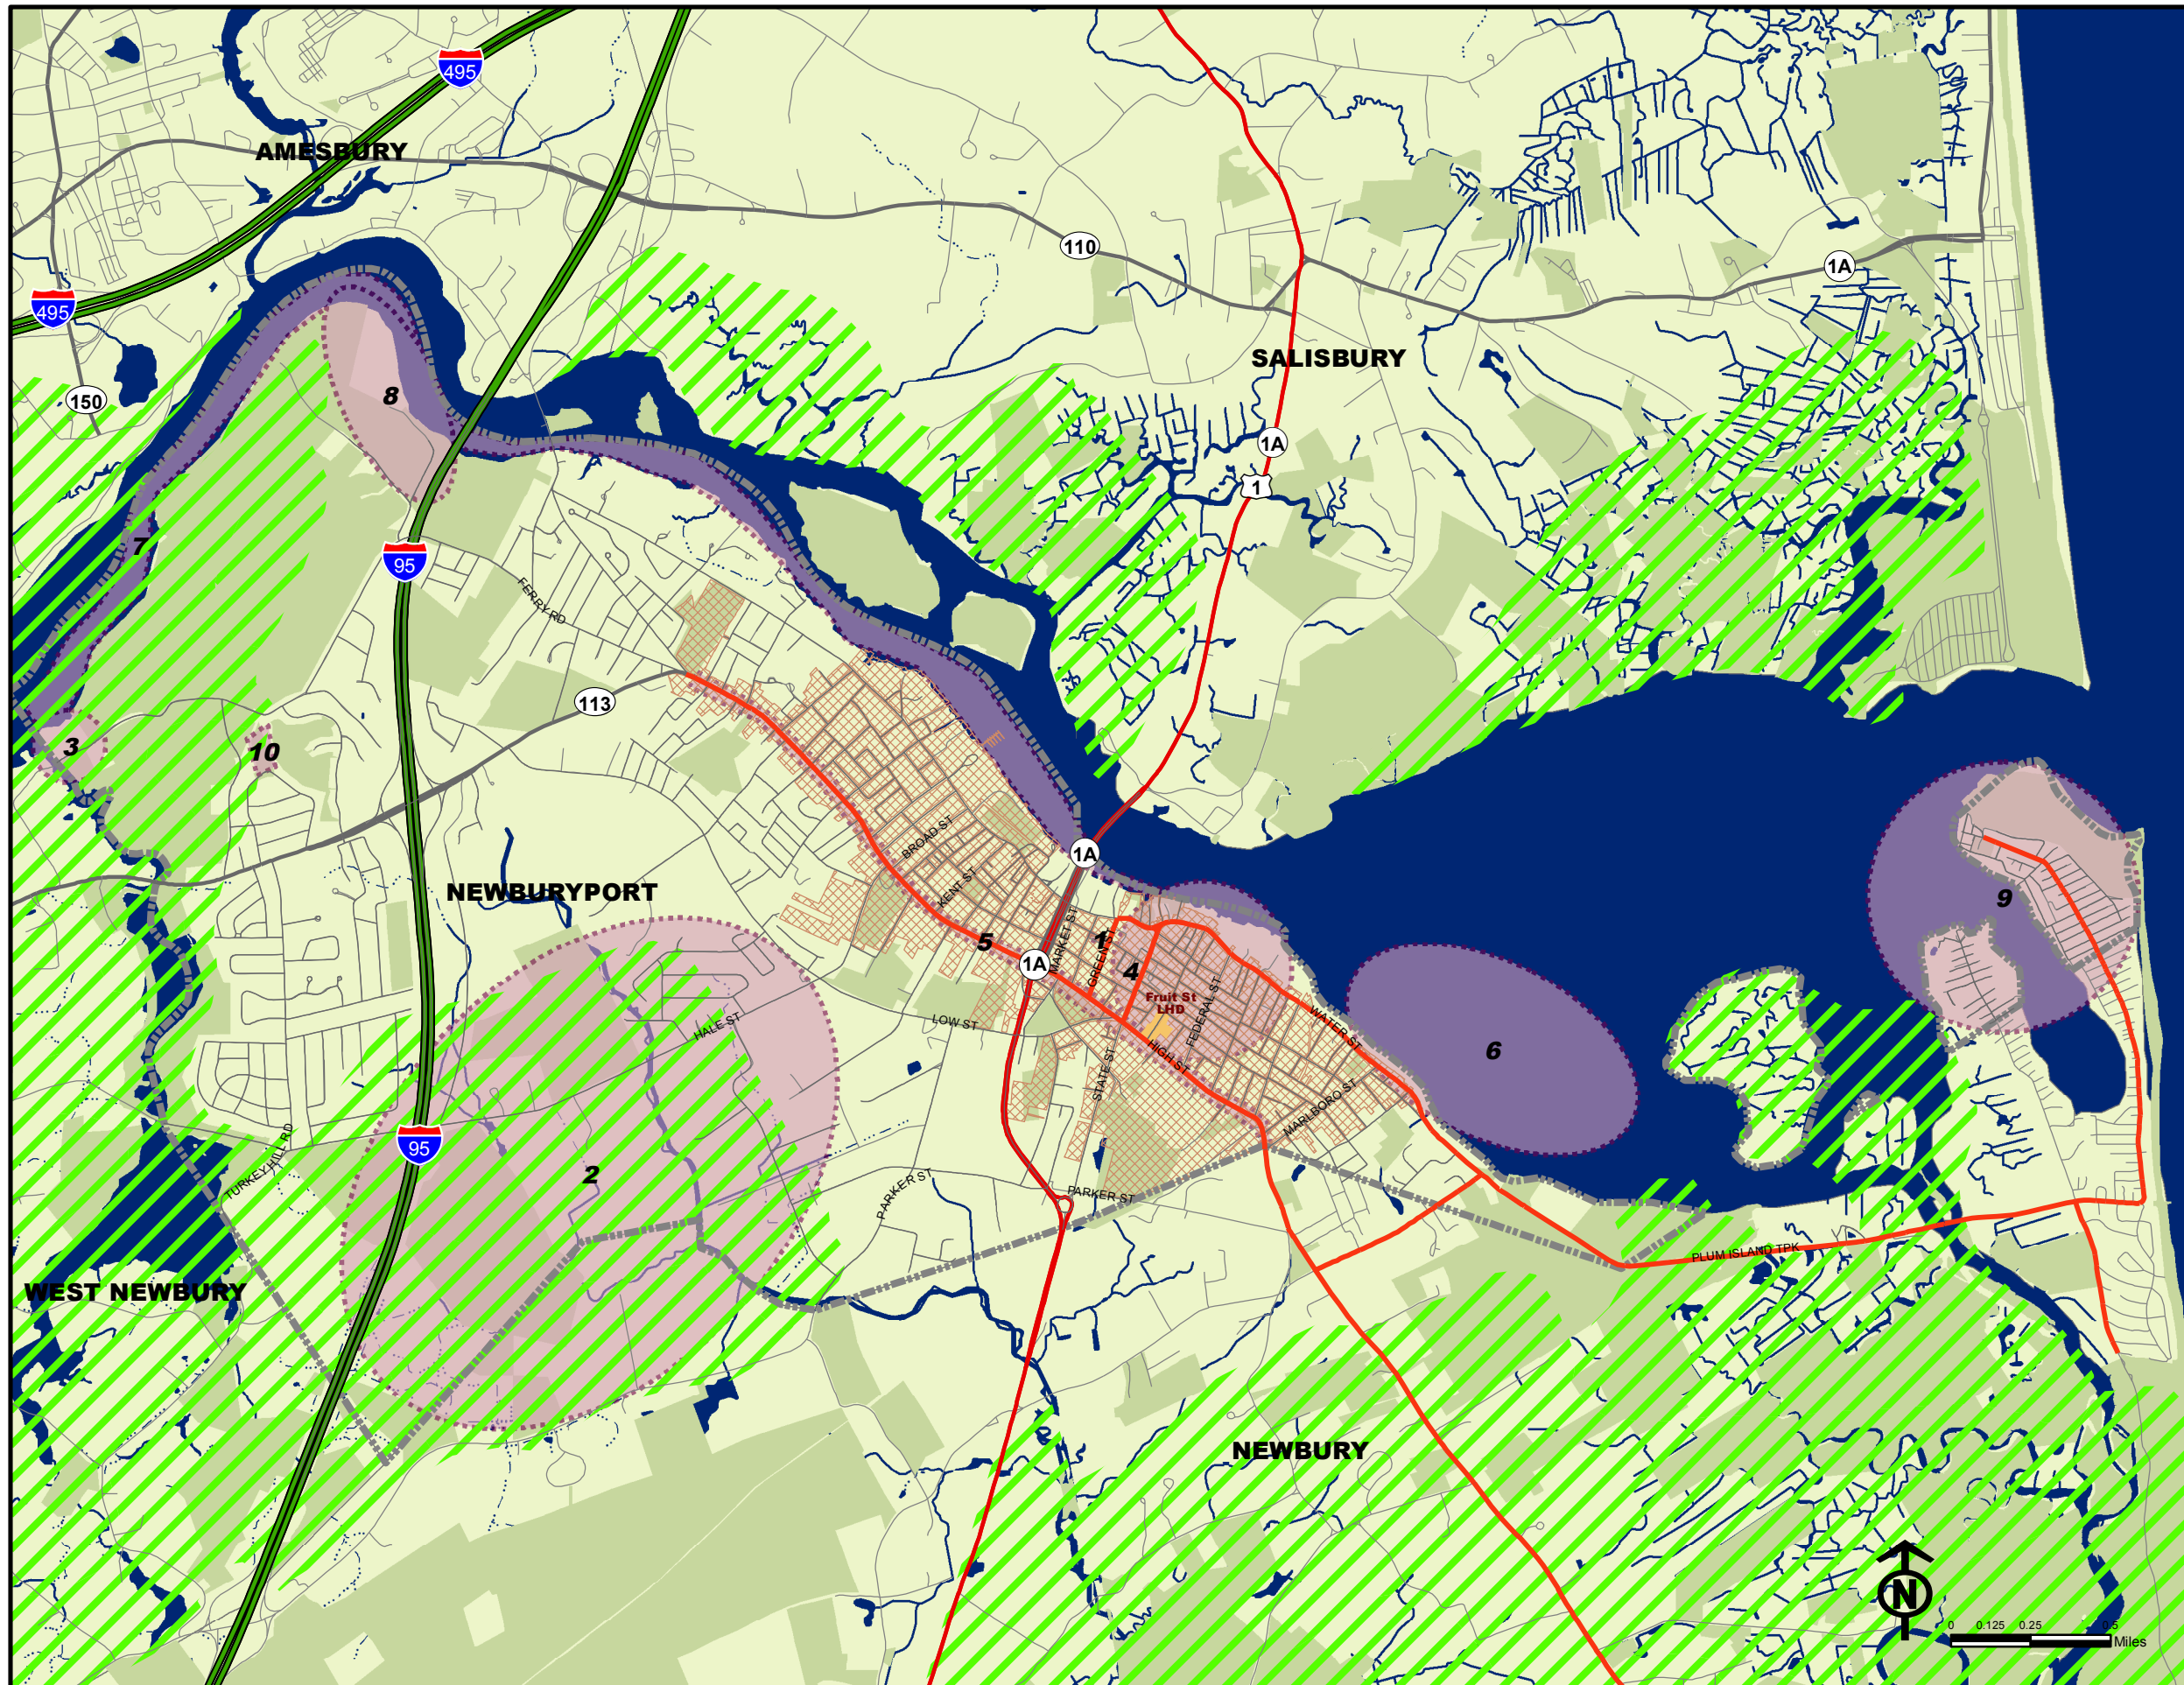 495
AMESBURY
110
1A
495
SALISBURY
150
8
1A
1
7
95
FERRY RD
113
3
10
BROAD ST
1A
KENT ST
NEWBURYPORT
9
MARKET ST
5
1
GREEN ST
1A
4
Fruit St
LHD
FEDERAL ST
LOW ST
HALE ST
WATER ST
6
HIGH ST
STATE ST
MARLBORO ST
95
TURKEY HILL RD
2
PARKER ST
PARKER ST
PLUM ISLAND TPK
WEST NEWBURY
NEWBURY
N
0 0.125 0.25 0.5
Miles